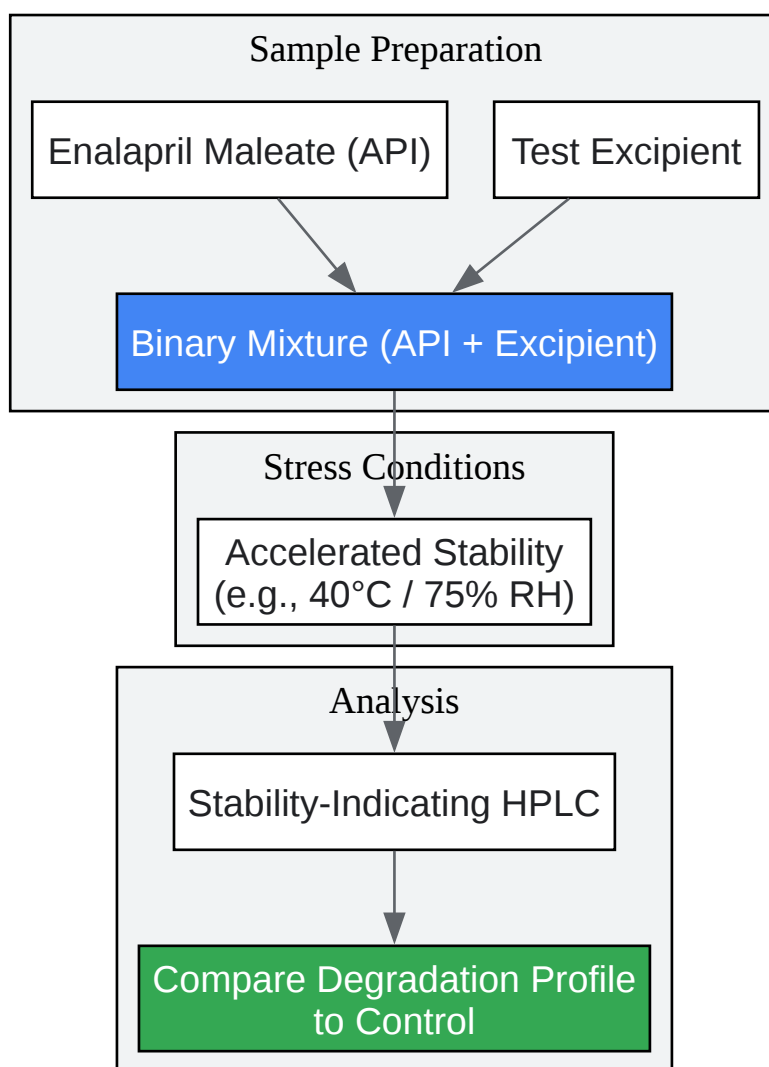 Sample Preparation
Enalapril Maleate (API)
Test Excipient
Binary Mixture (API + Excipient)
Stress Conditions
Accelerated Stability
(e.g., 40°C / 75% RH)
Analysis
Stability-Indicating HPLC
Compare Degradation Profile
to Control